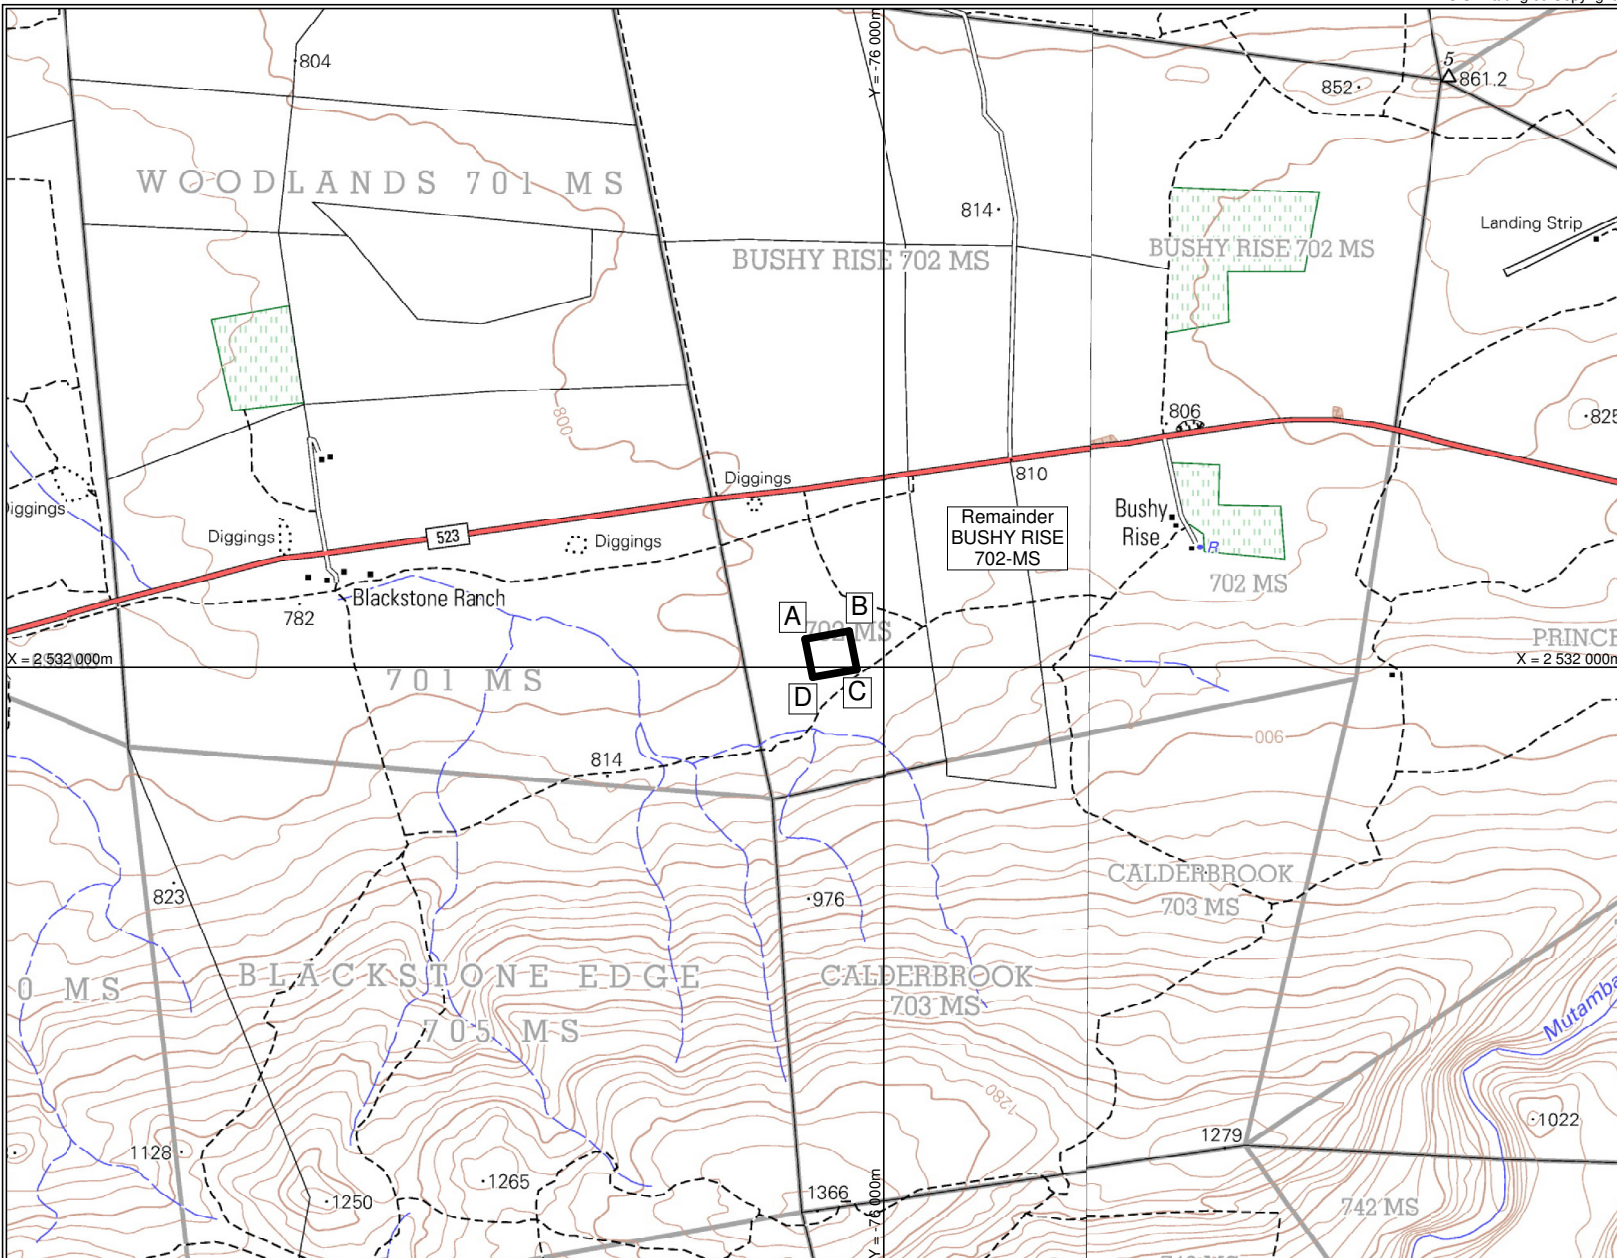 804
5
861.2
852
Y = -76 000m
WOODLANDS 701 MS
814
Landing Strip
BUSHY RISE 702 MS
BUSHY RISE 702 MS
800
806
825
810
Diggings
iggings
Diggings
523
Diggings
Remainder
BUSHY RISE
702-MS
Bushy
Rise
R
702 MS
782
Blackstone Ranch
A
B
702 MS
PRINCE
X = 2 532 000m
X = 2 532 000m
701 MS
D
C
900
814
823
976
CALDERBROOK
703 MS
0 MS
BLACKSTONE EDGE
705 MS
CALDERBROOK
703 MS
Mutamba
1280
1022
1128
1279
1265
1250
1366
742 MS
Y = -76 000m